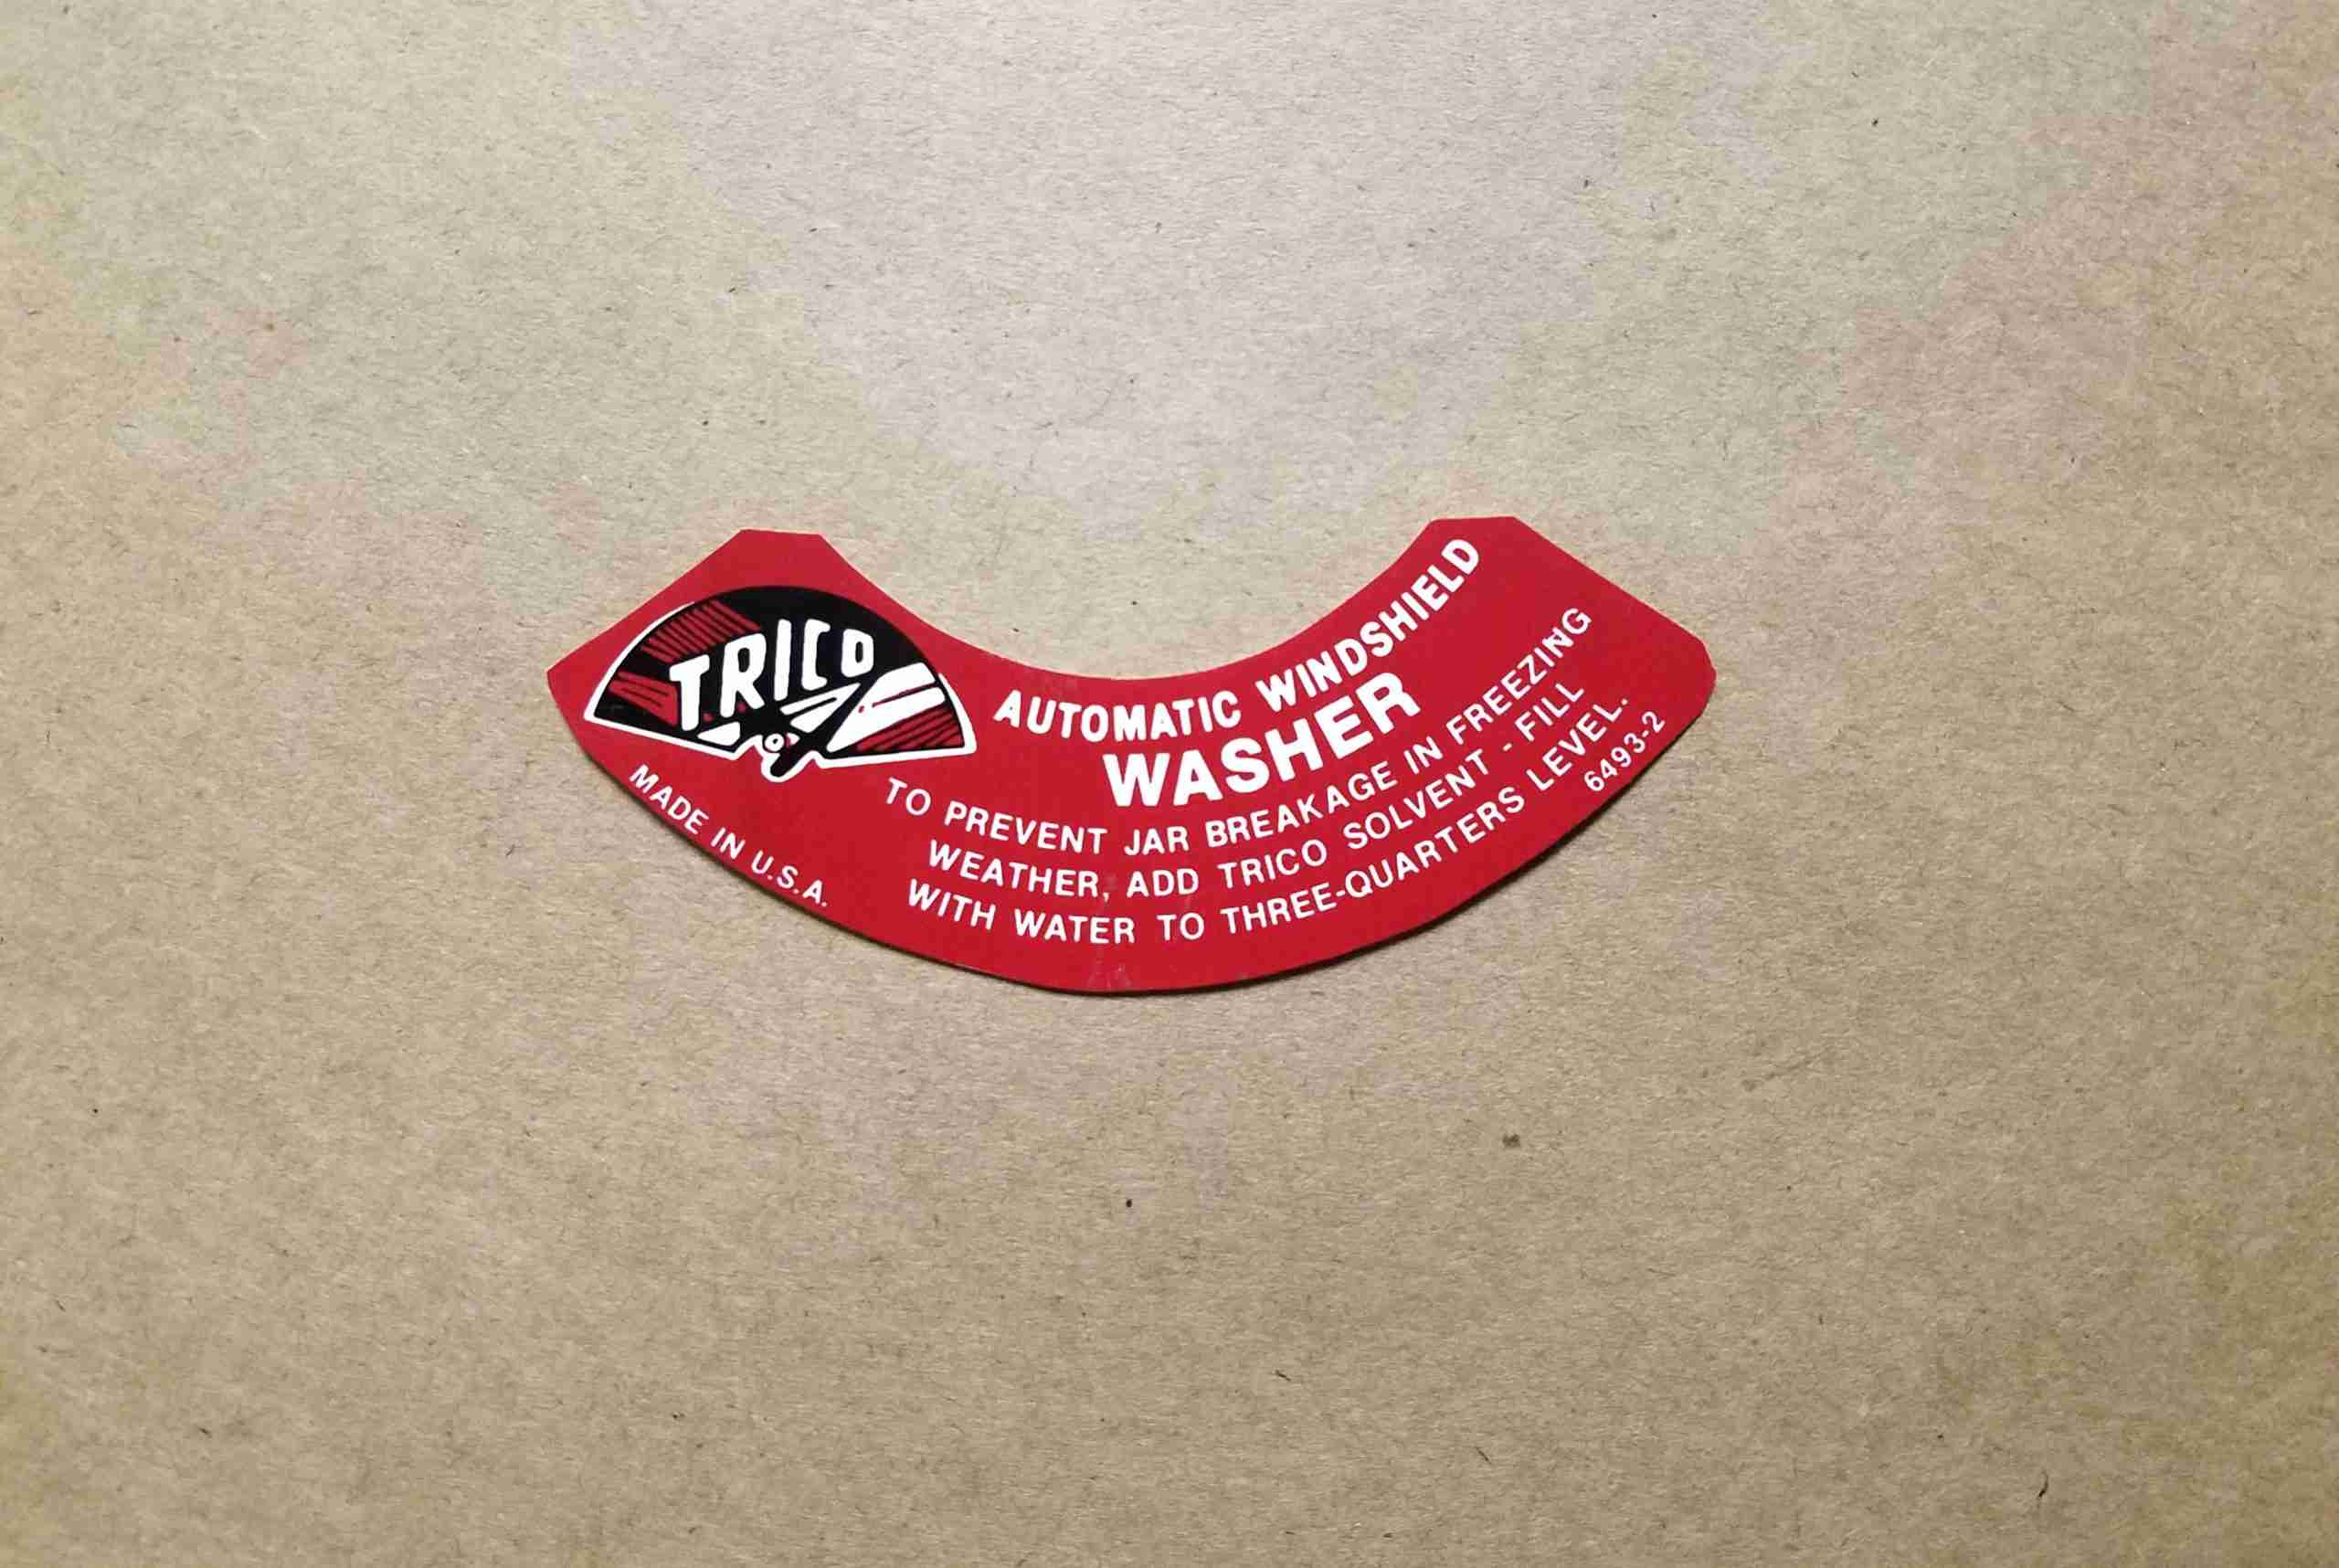 TRICO
AUTOMATIC WINDSHIELD
WASHER
TO PREVENT JAR BREAKAGE IN FREEZING
WEATHER, ADD TRICO SOLVENT - FILL
WITH WATER TO THREE-QUARTERS LEVEL.
6493-2
MADE IN U.S.A.